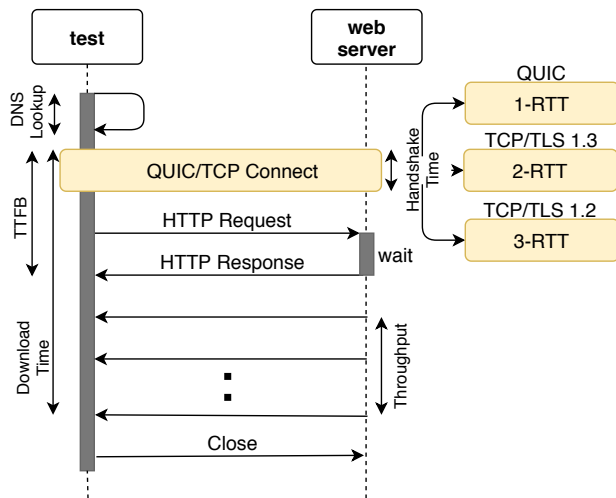 test
web
server
QUIC
1-RTT
DNS
Lookup
TCP/TLS 1.3
2-RTT
QUIC/TCP Connect
Handshake
Time
TTFB
TCP/TLS 1.2
3-RTT
HTTP Request
wait
HTTP Response
Download
Time
Throughput
Close